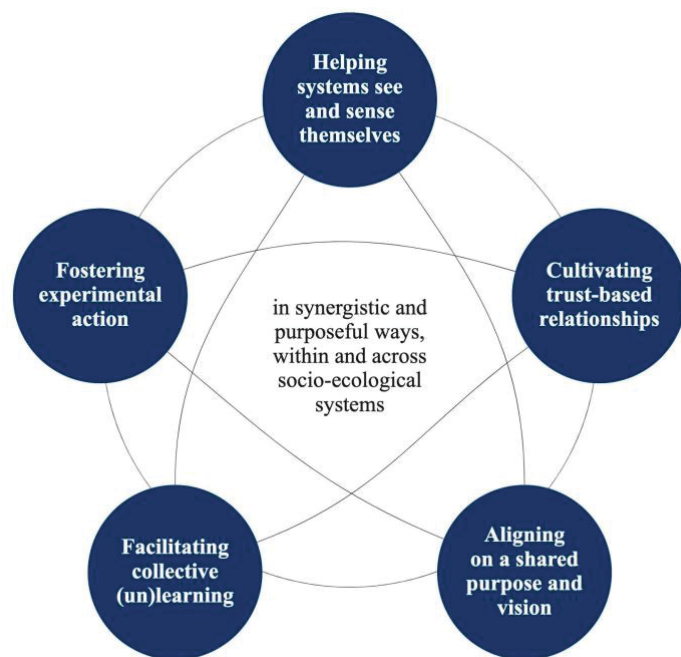 Helping
systems see
and sense
themselves
Fostering
experimental
action
Cultivating
trust-based
relationships
in synergistic and
purposeful ways,
within and across
socio-ecological
systems
Facilitating
collective
(un)learning
Aligning
on a shared
purpose and
vision